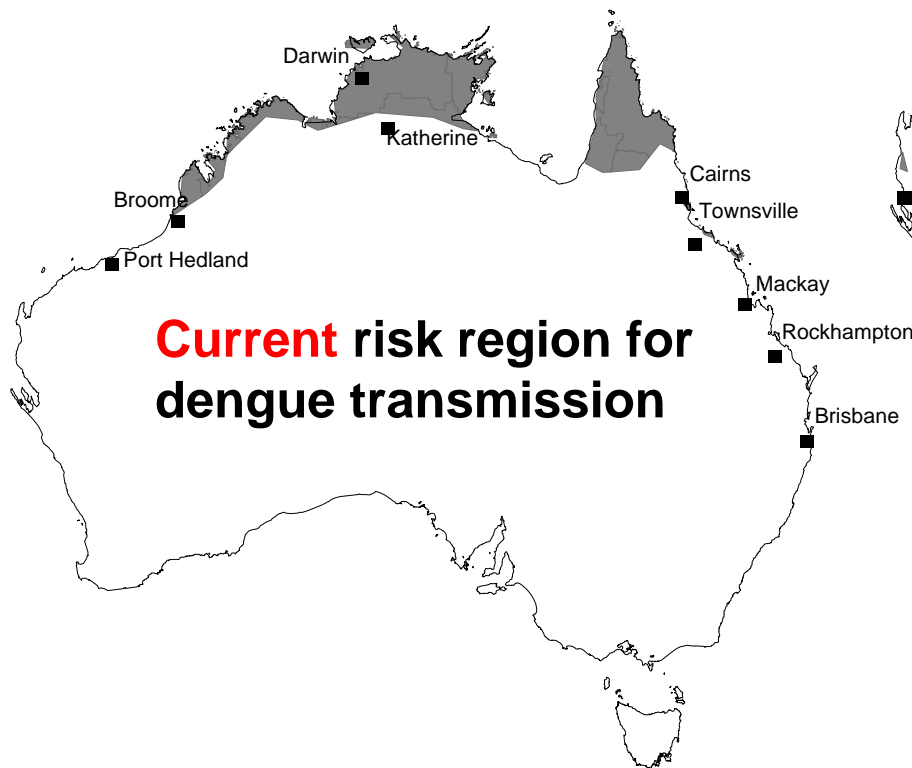 Darwin
Katherine
Cairns
Broome
Townsville
Port Hedland
Mackay
Current risk region for
Rockhampton
dengue transmission
Brisbane